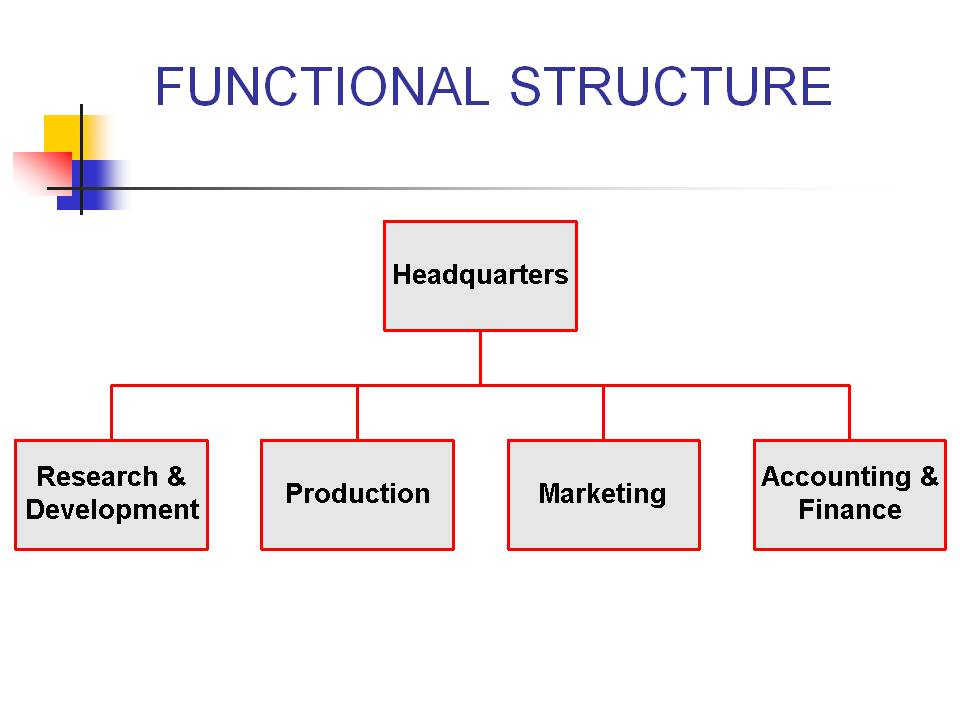 FUNCTIONAL STRUCTURE
Headquarters
Research &
Development
Production
Marketing
Accounting &
Finance